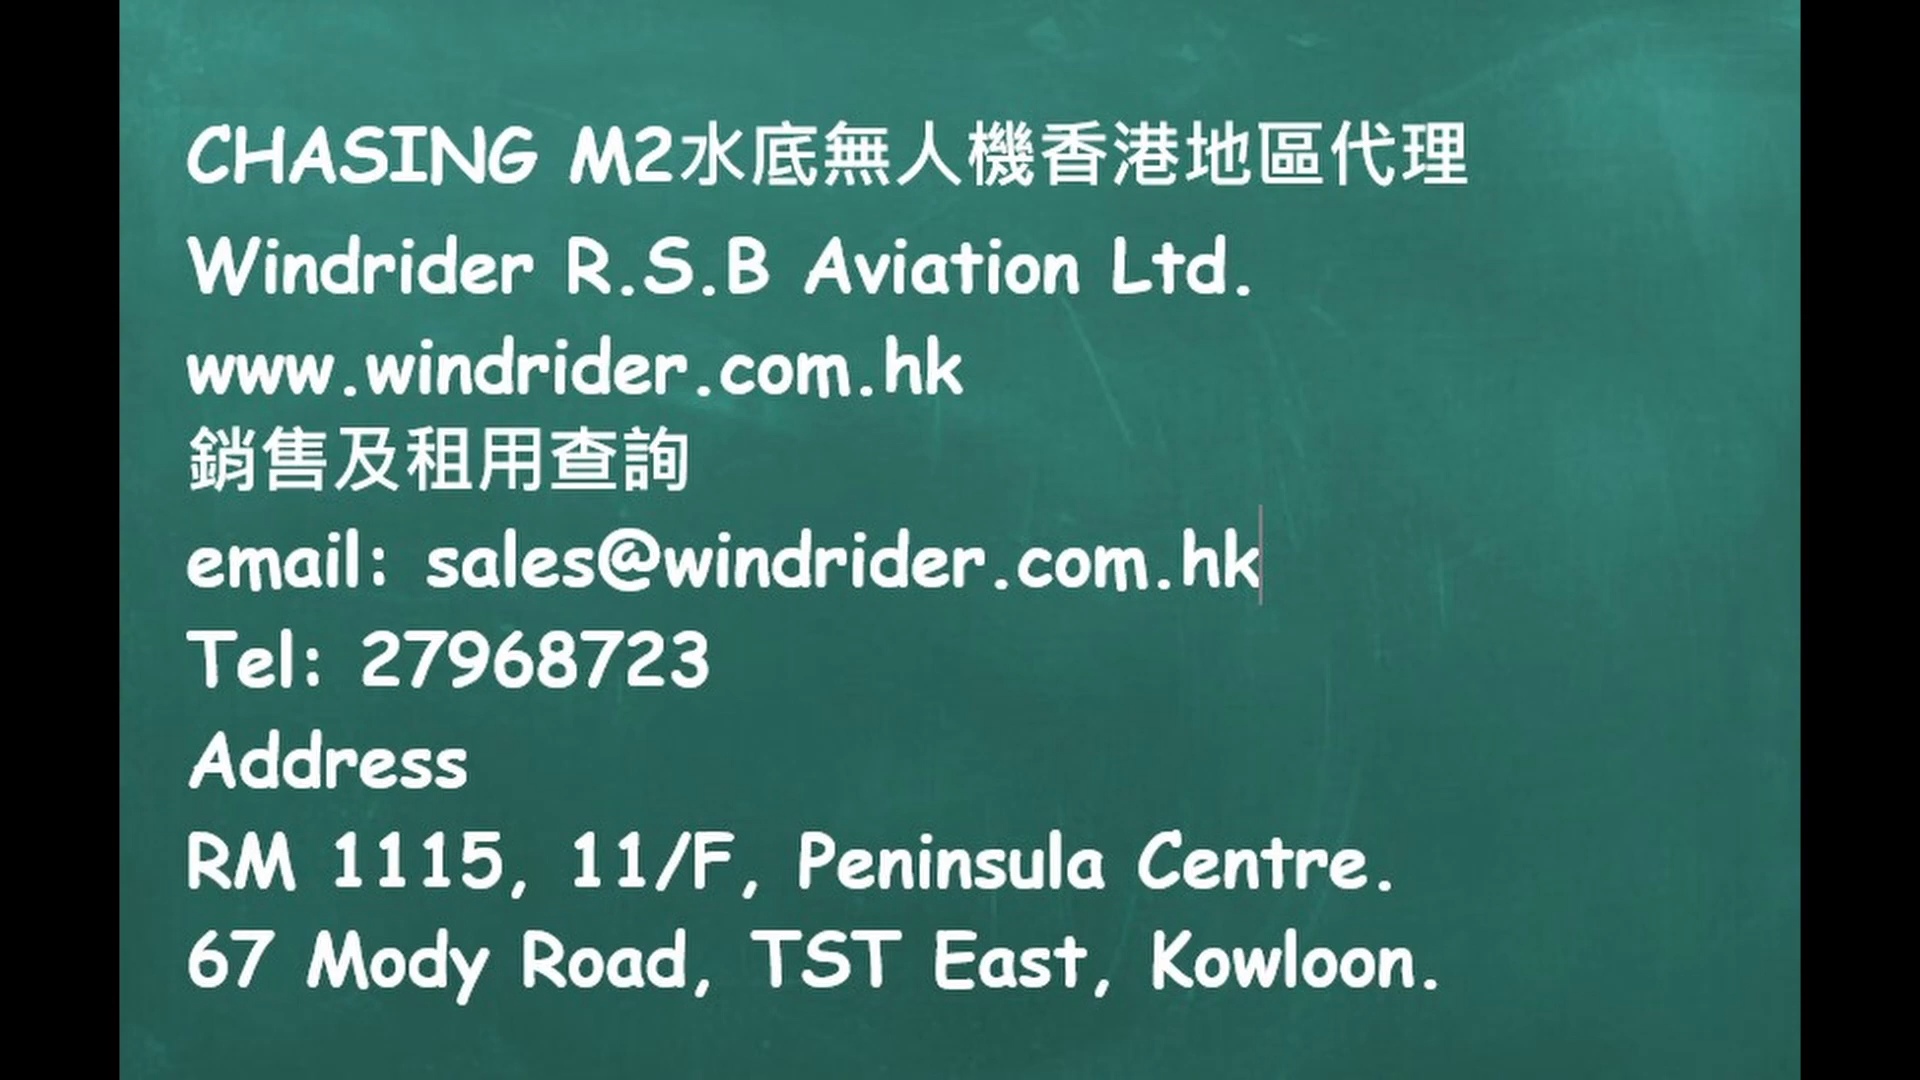 CHASING M2水底無人機香港地區代理
Windrider R.S.B Aviation Ltd.
www.windrider.com.hk
銷售及租用查詢
email: sales@windrider.com.hk
Tel: 27968723
Address
RM 1115, 11/F, Peninsula Centre.
67 Mody Road, TST East, Kowloon.